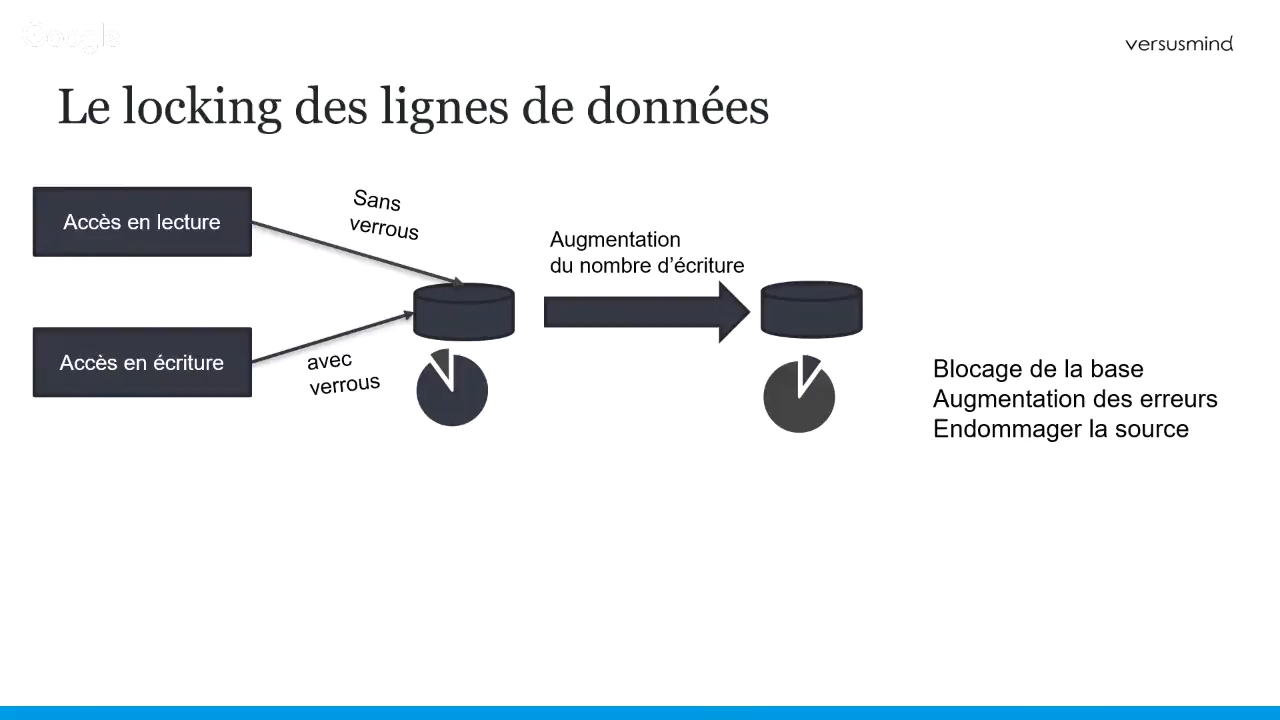 Google
versusmind
Le locking des lignes de données
Accès en lecture
Sans
verrous
Augmentation
du nombre d’écriture
Accès en écriture
avec
verrous
Blocage de la base
Augmentation des erreurs
Endommager la source